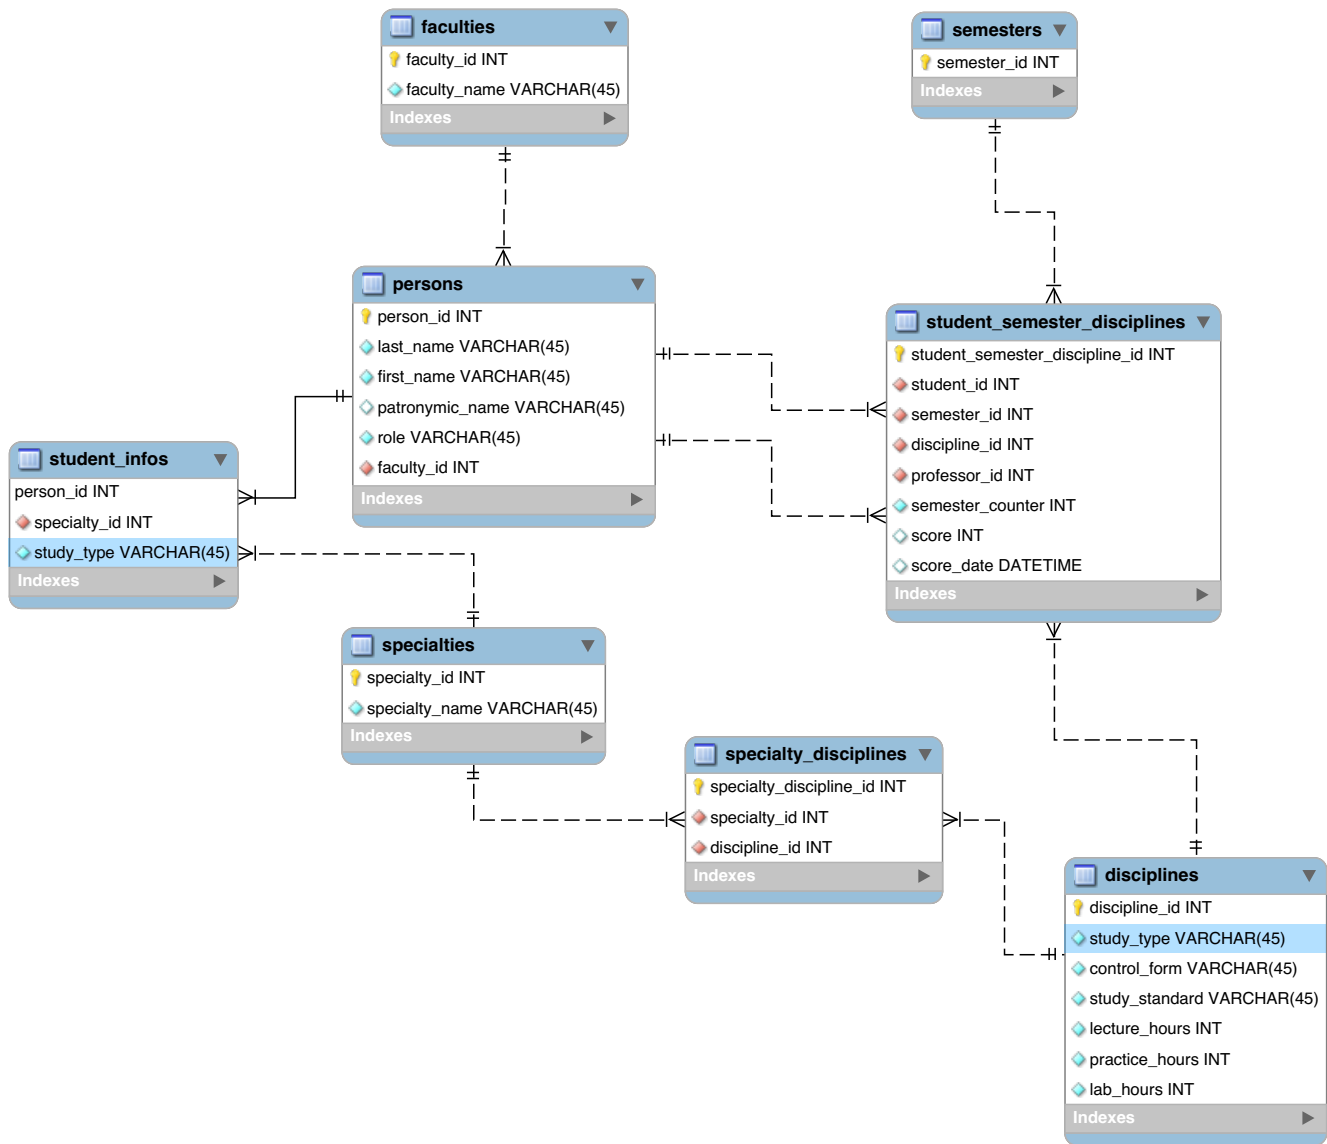 faculties
faculty_id INT
faculty_name VARCHAR(45)
Indexes
semesters
semester_id INT
Indexes
persons
person_id INT
last_name VARCHAR(45)
first_name VARCHAR(45)
patronymic_name VARCHAR(45)
role VARCHAR(45)
faculty_id INT
Indexes
student_semester_disciplines
student_semester_discipline_id INT
student_id INT
semester_id INT
discipline_id INT
professor_id INT
semester_counter INT
score INT
score_date DATETIME
Indexes
student_infos
person_id INT
specialty_id INT
study_type VARCHAR(45)
Indexes
specialties
specialty_id INT
specialty_name VARCHAR(45)
Indexes
specialty_disciplines
specialty_discipline_id INT
specialty_id INT
discipline_id INT
Indexes
disciplines
discipline_id INT
study_type VARCHAR(45)
control_form VARCHAR(45)
study_standard VARCHAR(45)
lecture_hours INT
practice_hours INT
lab_hours INT
Indexes